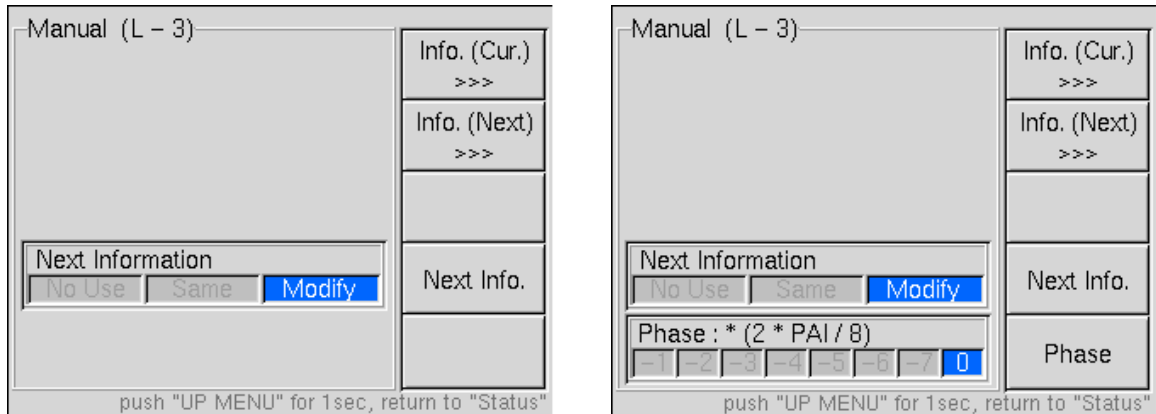 Manual (L – 3)
Info. (Cur.)
>>>
Info. (Next)
>>>
Next Information
No Use Same Modify
Next Info.
push "UP MENU" for 1sec, return to "Status"
Manual (L – 3)
Info. (Cur.)
>>>
Info. (Next)
>>>
Next Information
No Use Same Modify
Next Info.
Phase : * (2 * PAI / 8)
–1 –2 –3 –4 –5 –6 –7 0
Phase
push "UP MENU" for 1sec, return to "Status"